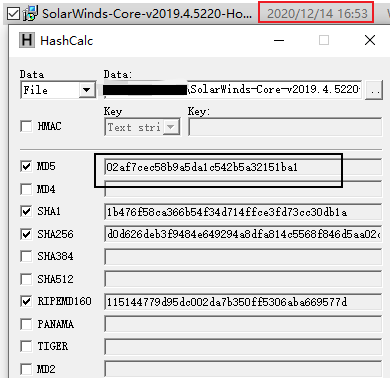 SolarWinds-Core-v2019.4.5220-Ho... 2020/12/14 16:53
H HashCalc
Data Data:
File \SolarWinds-Core-v2019.4.5220- ..
Key Key:
HMAC Text stri
MD5 02af7cec58b9a5da1c542b5a32151ba1
MD4
SHA1 1b476f58ca366b54f34d714ffce3fd73cc30db1a
SHA256 d0d626deb3f9484e649294a8dfa814c5568f846d5aa02c
SHA384
SHA512
RIPEMD160 115144779d95dc002da7b350ff5306aba669577d
PANAMA
TIGER
MD2